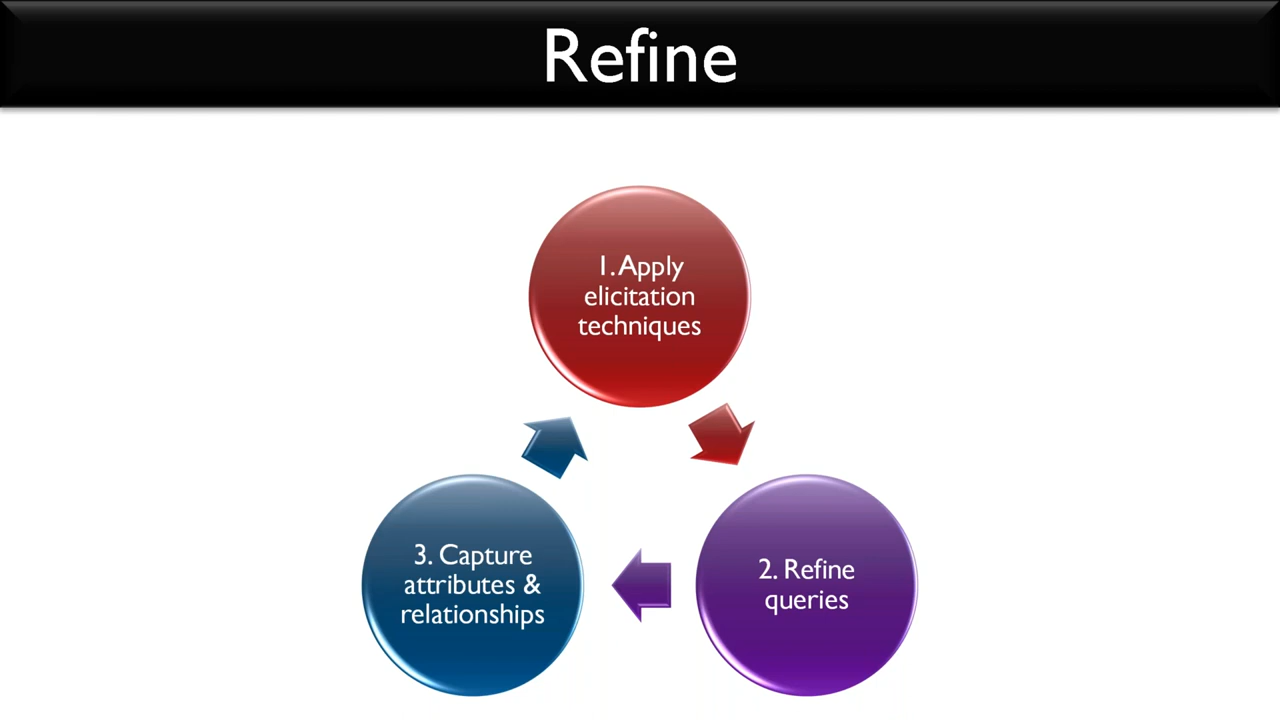 Refine
1. Apply
elicitation
techniques
2. Refine
queries
3. Capture
attributes &
relationships